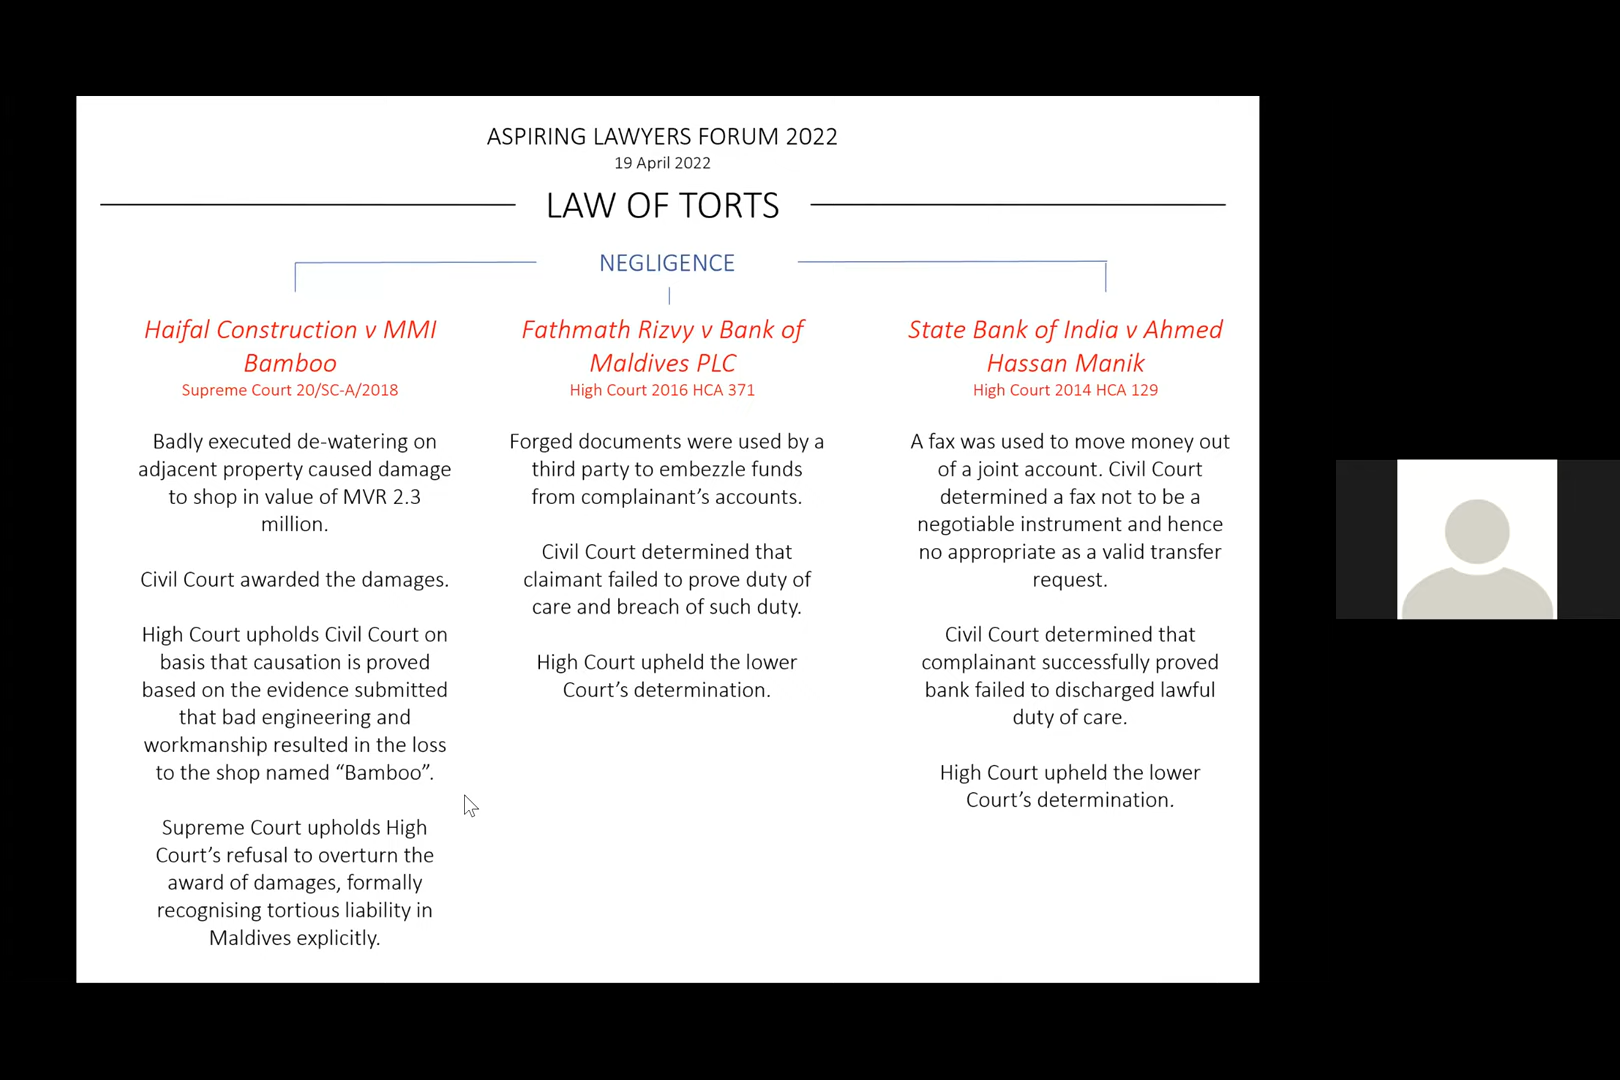 ASPIRING LAWYERS FORUM 2022
19 April 2022
LAW OF TORTS
NEGLIGENCE
Haifal Construction v MMI
Bamboo
Supreme Court 20/SC-A/2018
Badly executed de-watering on
adjacent property caused damage
to shop in value of MVR 2.3
million.
Civil Court awarded the damages.
High Court upholds Civil Court on
basis that causation is proved
based on the evidence submitted
that bad engineering and
workmanship resulted in the loss
to the shop named “Bamboo”.
Supreme Court upholds High
Court’s refusal to overturn the
award of damages, formally
recognising tortious liability in
Maldives explicitly.
Fathmath Rizvy v Bank of
Maldives PLC
High Court 2016 HCA 371
Forged documents were used by a
third party to embezzle funds
from complainant’s accounts.
Civil Court determined that
claimant failed to prove duty of
care and breach of such duty.
High Court upheld the lower
Court’s determination.
State Bank of India v Ahmed
Hassan Manik
High Court 2014 HCA 129
A fax was used to move money out
of a joint account. Civil Court
determined a fax not to be a
negotiable instrument and hence
no appropriate as a valid transfer
request.
Civil Court determined that
complainant successfully proved
bank failed to discharged lawful
duty of care.
High Court upheld the lower
Court’s determination.